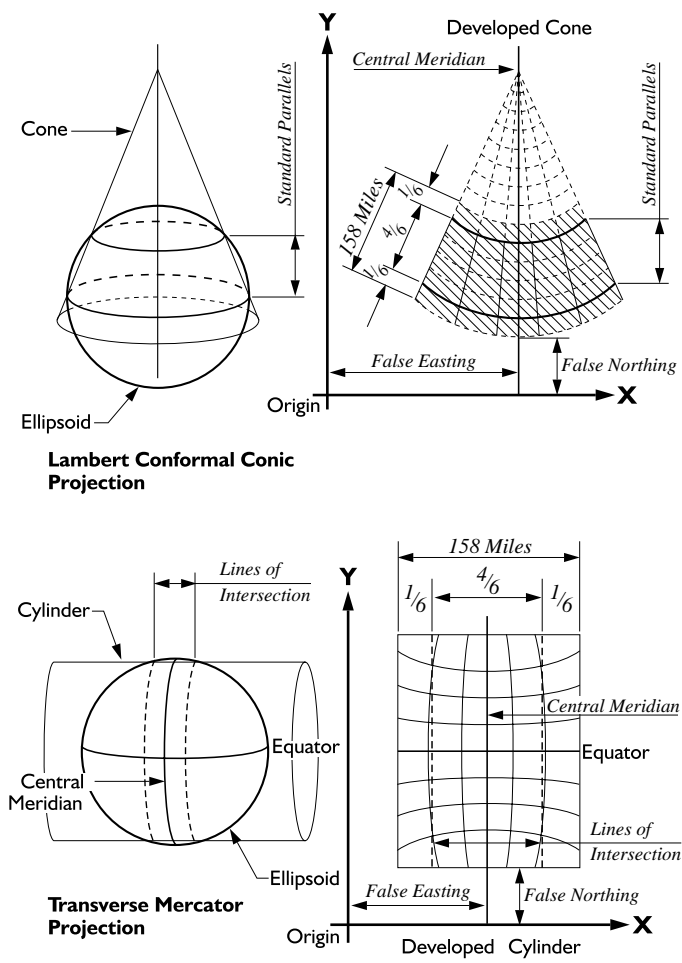 Y
Developed Cone
Central Meridian
Standard Parallels
Standard Parallels
Cone
1/6
158 Miles
4/6
1/6
False Easting
False Northing
Origin
X
Ellipsoid
Lambert Conformal Conic
Projection
158 Miles
Lines of
Intersection
Y
1/6
4/6
1/6
Cylinder
Central Meridian
Equator
Equator
Central
Meridian
Lines of
Intersection
Ellipsoid
False Easting
False Northing
Transverse Mercator
Projection
Origin
X
Developed Cylinder